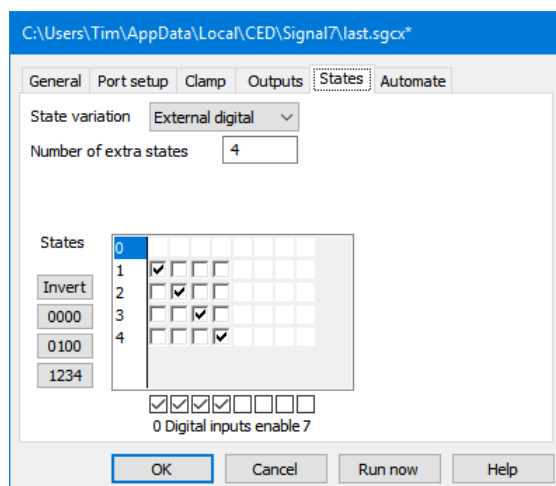 C:\Users\Tim\AppData\Local\CED\Signal7\last.sgcx*
General Port setup Clamp Outputs States Automate
State variation External digital
Number of extra states 4
States
0
1
2
3
4
Invert
0000
0100
1234
0 Digital inputs enable 7
OK Cancel Run now Help